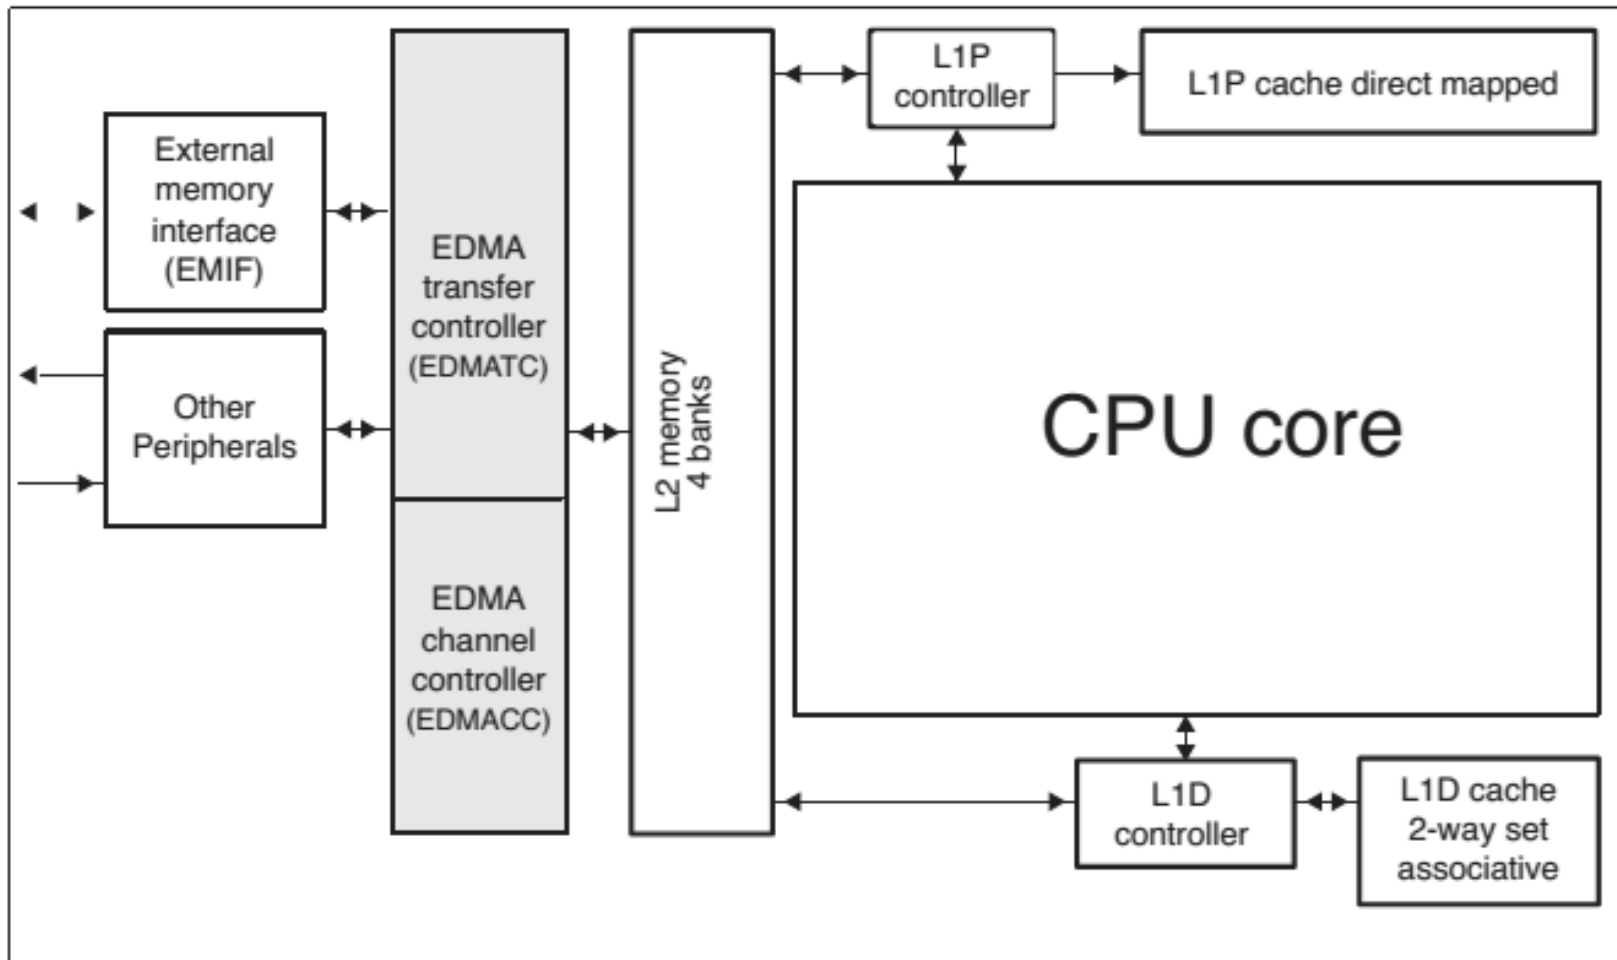 External
memory
interface
(EMIF)
Other
Peripherals
EDMA
transfer
controller
(EDMATC)
EDMA
channel
controller
(EDMACC)
L2 memory
4 banks
L1P
controller
L1P cache direct mapped
CPU core
L1D
controller
L1D cache
2-way set
associative